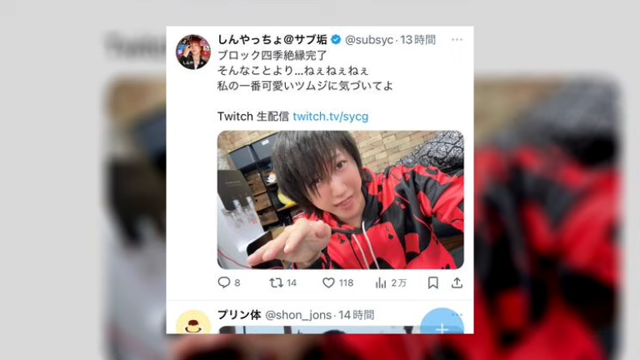 しんやっちょ@サブ垢 @subsyc·13時間
ブロック四季絶縁完了
そんなことより...ねぇねぇねぇ
私の一番可愛いツムジに気づいてよ
Twitch 生配信 twitch.tv/sycg
8 14 118 2万
プリン体 @shon_jons·14時間